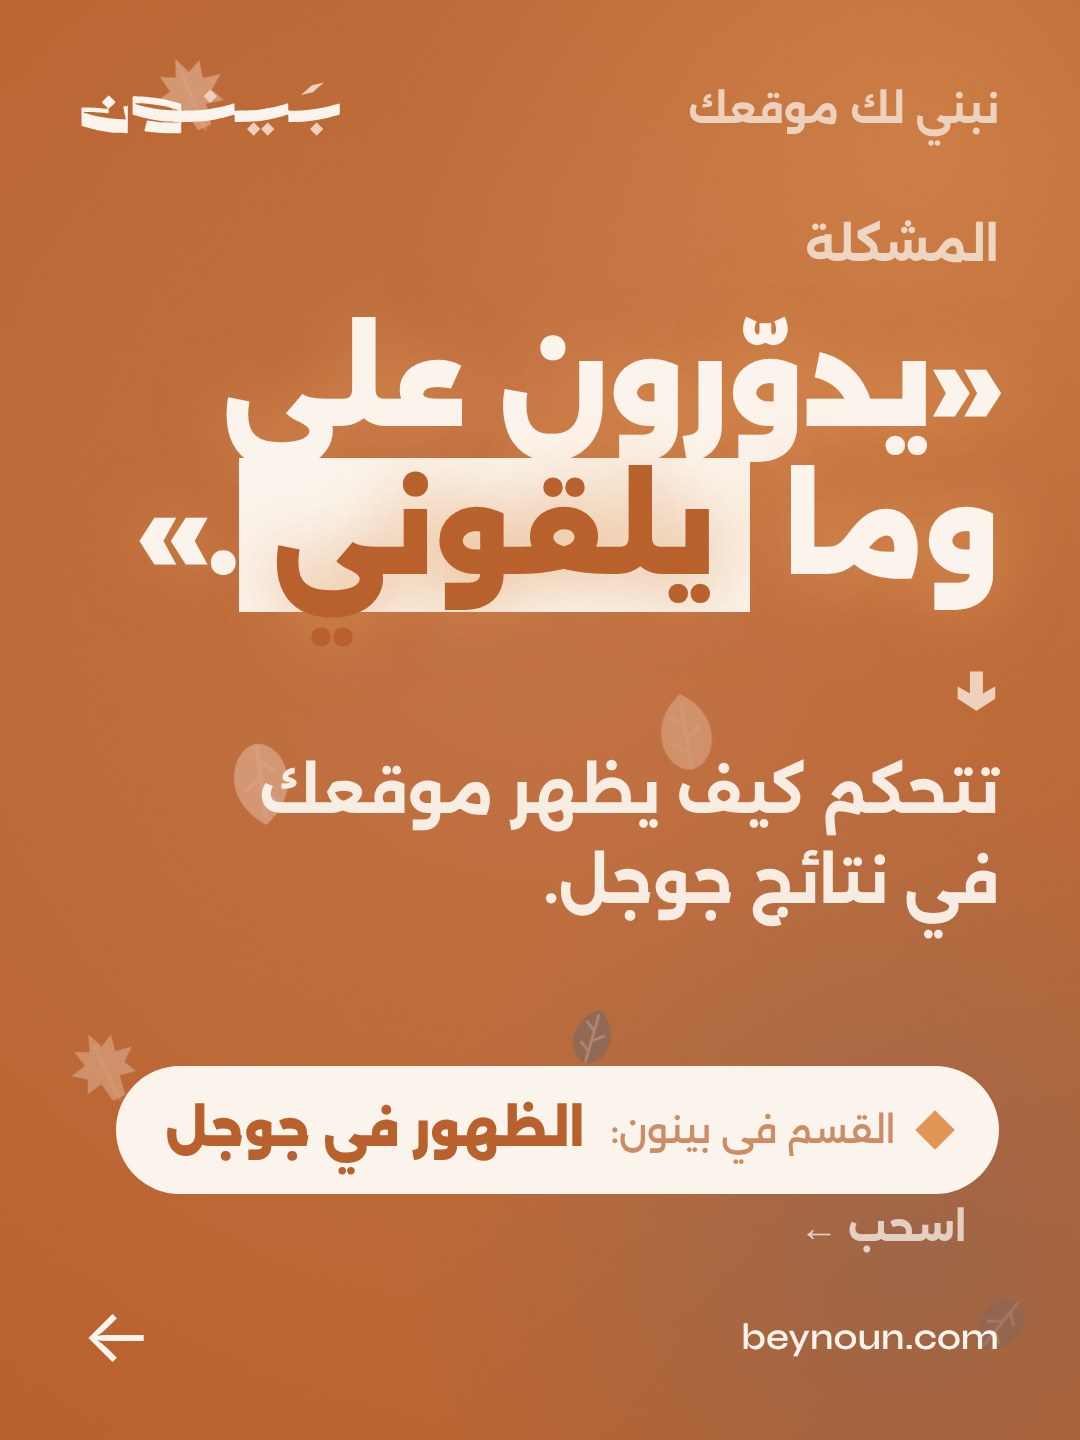 نبني لك موقعك
بَينون
المشكلة
«يدوّرون على
وما يلقوني.»
↓
تتحكم كيف يظهر موقعك
في نتائج جوجل.
القسم في بينون: الظهور في جوجل
اسحب ←
beynoun.com
←